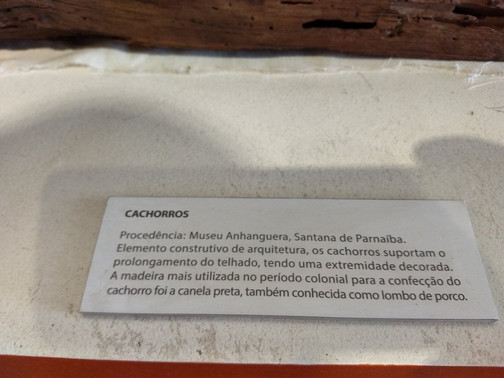 CACHORROS
Procedência: Museu Anhanguera, Santana de Parnaíba.
Elemento construtivo de arquitetura, os cachorros suportam o
prolongamento do telhado, tendo uma extremidade decorada.
A madeira mais utilizada no período colonial para a confecção do
cachorro foi a canela preta, também conhecida como lombo de porco.